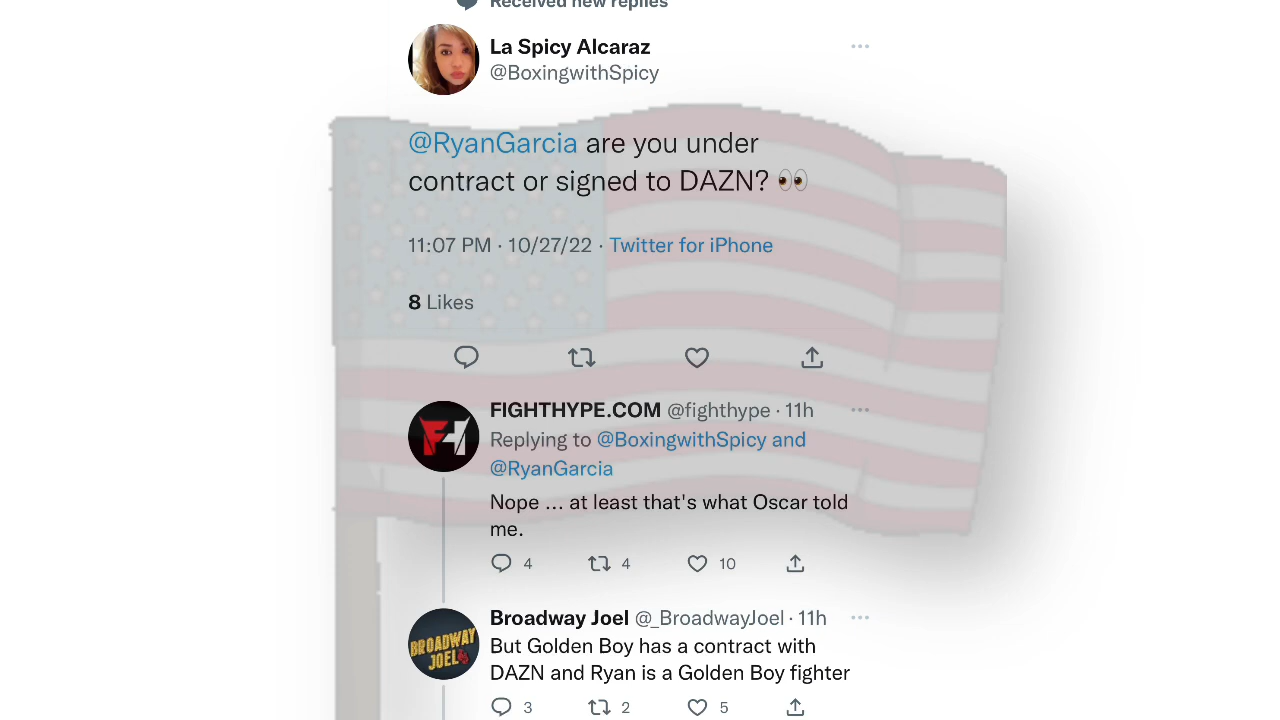 Received new replies
La Spicy Alcaraz
@BoxingwithSpicy
@RyanGarcia are you under
contract or signed to DAZN? 👀
11:07 PM · 10/27/22 · Twitter for iPhone
8 Likes
FIGHTHYPE.COM @fighthype · 11h
Replying to @BoxingwithSpicy and
@RyanGarcia
Nope ... at least that's what Oscar told
me.
4 4 10
BROADWAY
JOEL
Broadway Joel @_BroadwayJoel · 11h
But Golden Boy has a contract with
DAZN and Ryan is a Golden Boy fighter
3 2 5